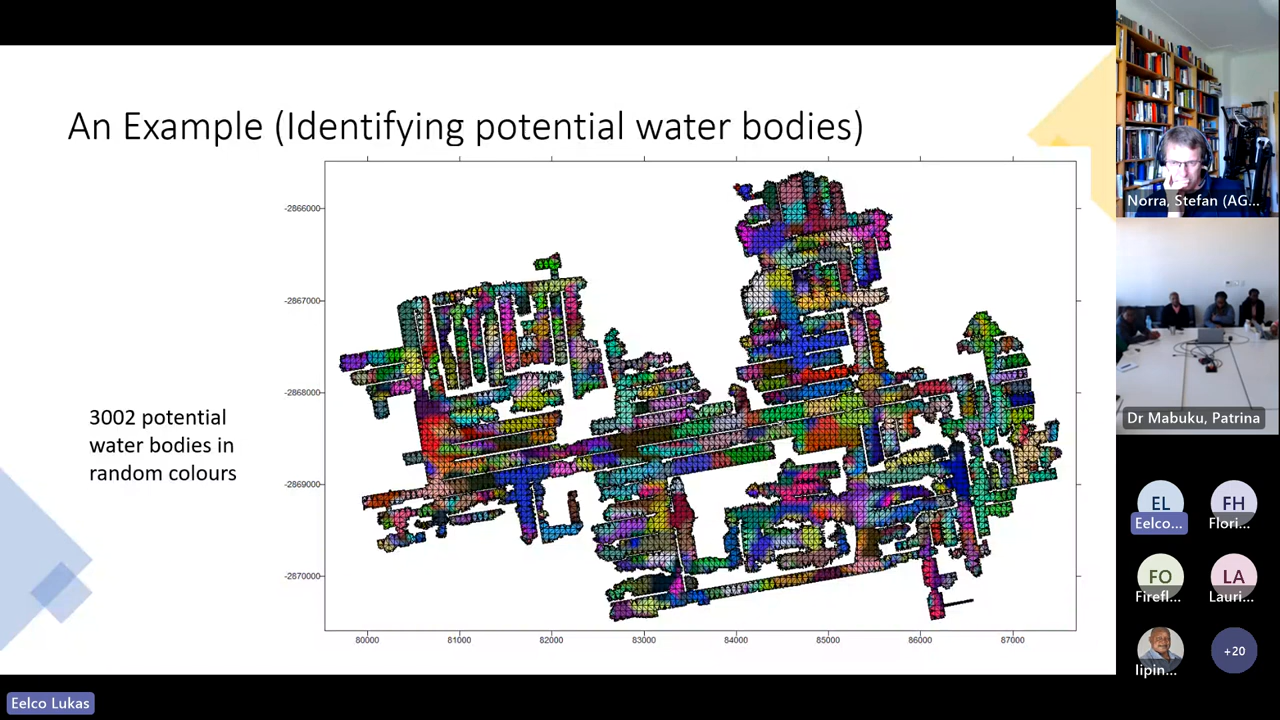 An Example (Identifying potential water bodies)
3002 potential
water bodies in
random colours
-2866000
-2867000
-2868000
-2869000
-2870000
80000
81000
82000
83000
84000
85000
86000
87000
Norra, Stefan (AG...
Dr Mabuku, Patrina
EL
FH
Eelco...
Flori...
FO
LA
Firefl...
Lauri...
+20
Iipin...
Eelco Lukas